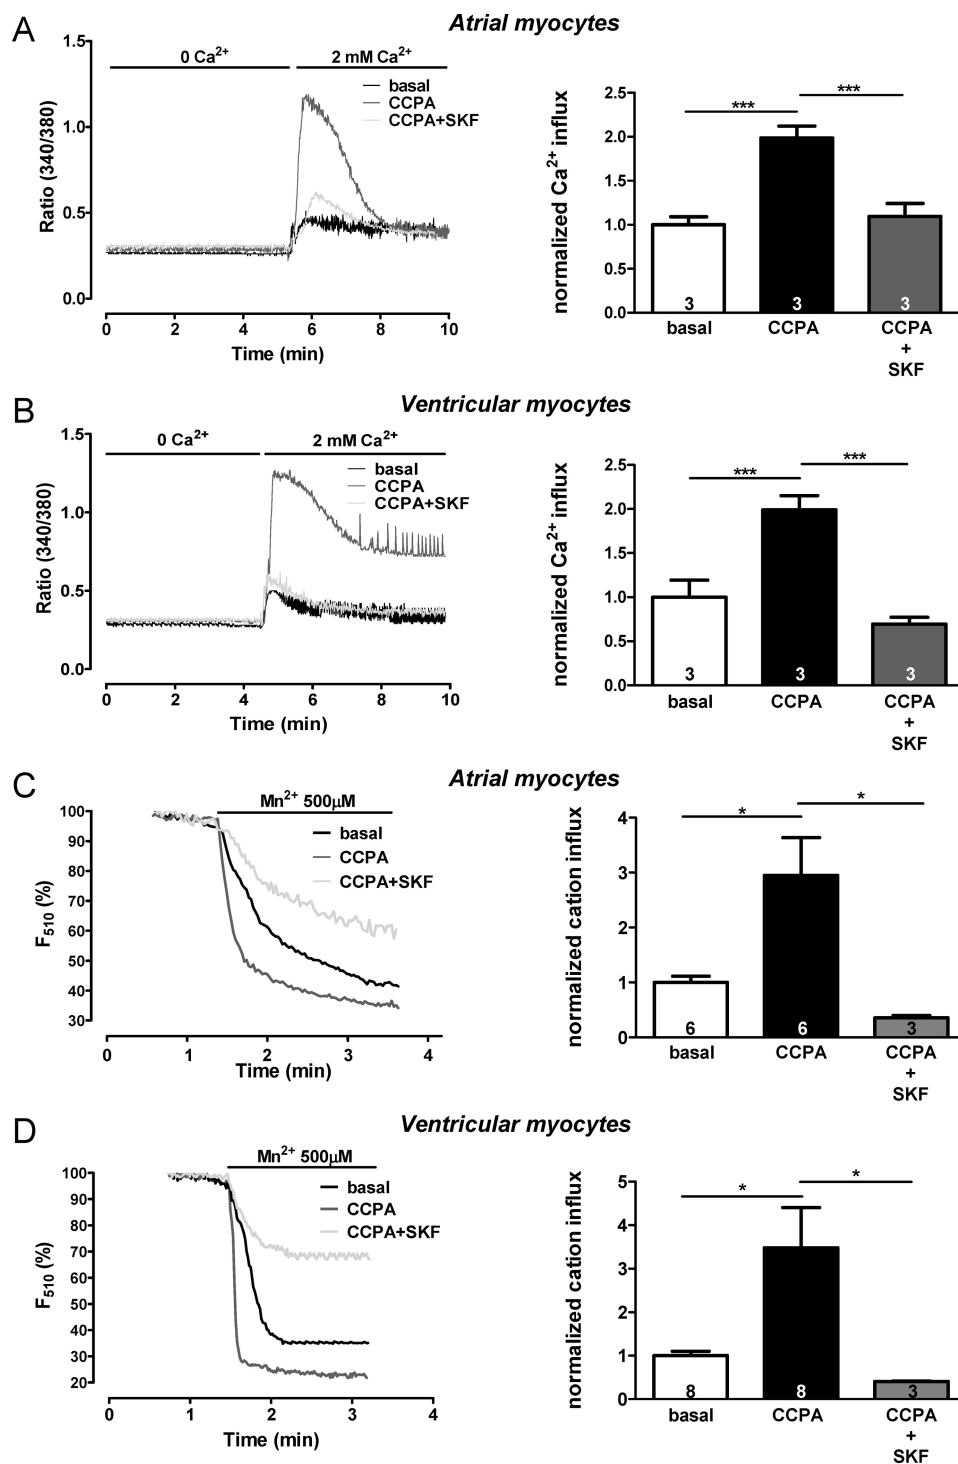 A
Atrial myocytes
1.5
1.0
0.5
0.0
Ratio (340/380)
0 Ca²⁺
2 mM Ca²⁺
basal
CCPA
CCPA+SKF
0 2 4 6 8 10
Time (min)
2.5
2.0
1.5
1.0
0.5
0.0
normalized Ca²⁺ influx
*** ***
3 3 3
basal CCPA CCPA
+
SKF
B
Ventricular myocytes
1.5
1.0
0.5
0.0
Ratio (340/380)
0 Ca²⁺
2 mM Ca²⁺
basal
CCPA
CCPA+SKF
0 2 4 6 8 10
Time (min)
2.5
2.0
1.5
1.0
0.5
0.0
normalized Ca²⁺ influx
*** ***
3 3 3
basal CCPA CCPA
+
SKF
C
Atrial myocytes
100
90
80
70
60
50
40
30
F₅₁₀ (%)
Mn²⁺ 500µM
basal
CCPA
CCPA+SKF
0 1 2 3 4
Time (min)
4
3
2
1
0
normalized cation influx
* *
6 6 3
basal CCPA CCPA
+
SKF
D
Ventricular myocytes
100
90
80
70
60
50
40
30
20
F₅₁₀ (%)
Mn²⁺ 500µM
basal
CCPA
CCPA+SKF
0 1 2 3 4
Time (min)
5
4
3
2
1
0
normalized cation influx
* *
8 8 3
basal CCPA CCPA
+
SKF